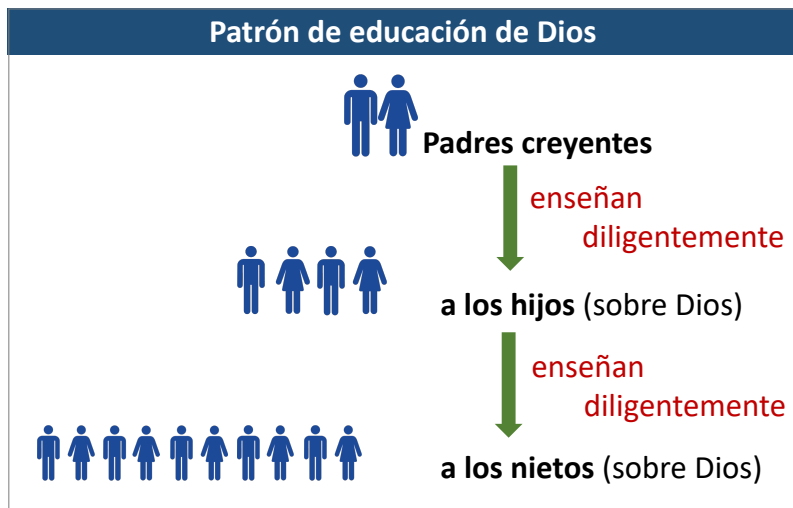 Patrón de educación de Dios
Padres creyentes
enseñan
diligentemente
a los hijos (sobre Dios)
enseñan
diligentemente
a los nietos (sobre Dios)